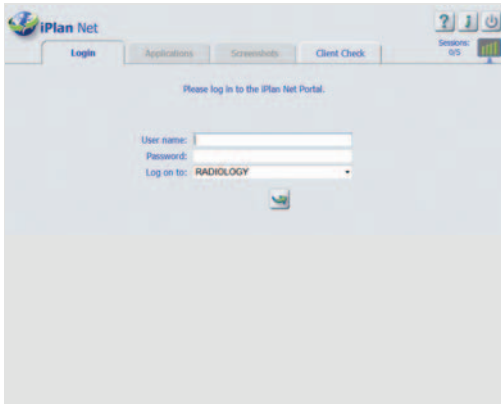 iPlan Net
? i
Sessions:
0/5
Login Applications Screenshots Client Check
Please log in to the iPlan Net Portal.
User name:
Password:
Log on to: RADIOLOGY